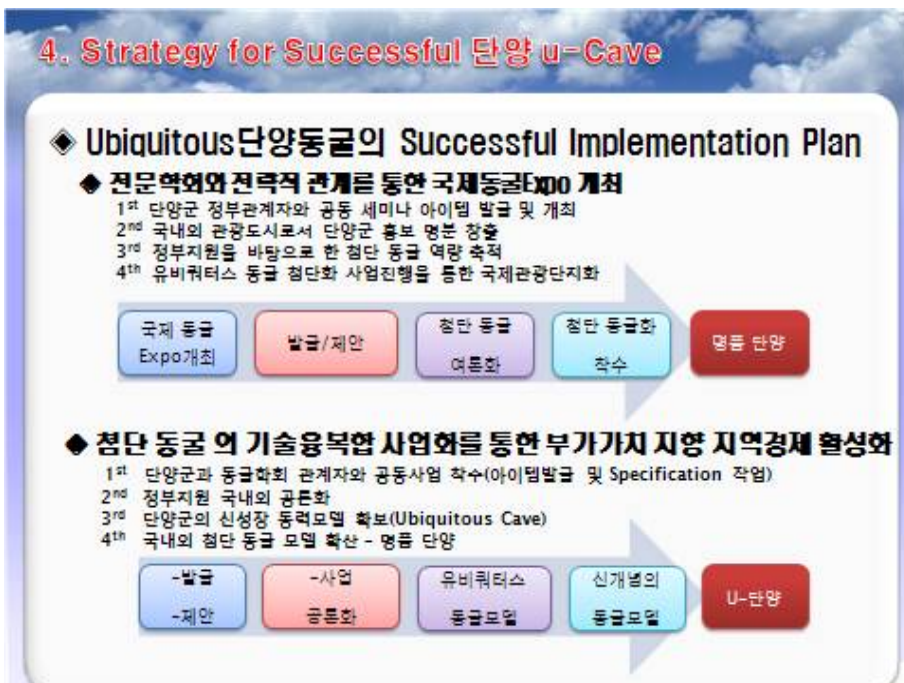 4. Strategy for Successful 단양 u-Cave
◈ Ubiquitous단양동굴의 Successful Implementation Plan
◆ 전문학회와 전략적 관계를 통한 국제동굴Expo 개최
1st 단양군 정부관계자와 공동 세미나 아이템 발굴 및 개최
2nd 국내외 관광도시로서 단양군 홍보 명분 창출
3rd 정부지원을 바탕으로 한 첨단 동굴 역량 축적
4th 유비쿼터스 동굴 첨단화 사업진행을 통한 국제관광단지화
국제 동굴
Expo개최
발굴/제안
첨단 동굴
여론화
첨단 동굴화
착수
명품 단양
◆ 첨단 동굴 의 기술융복합 사업화를 통한 부가가치 지향 지역경제 활성화
1st 단양군과 동굴학회 관계자와 공동사업 착수(아이템발굴 및 Specification 작업)
2nd 정부지원 국내외 공론화
3rd 단양군의 신성장 동력모델 확보(Ubiquitous Cave)
4th 국내외 첨단 동굴 모델 확산 - 명품 단양
-발굴
-제안
-사업
공론화
유비쿼터스
동굴모델
신개념의
동굴모델
U-단양